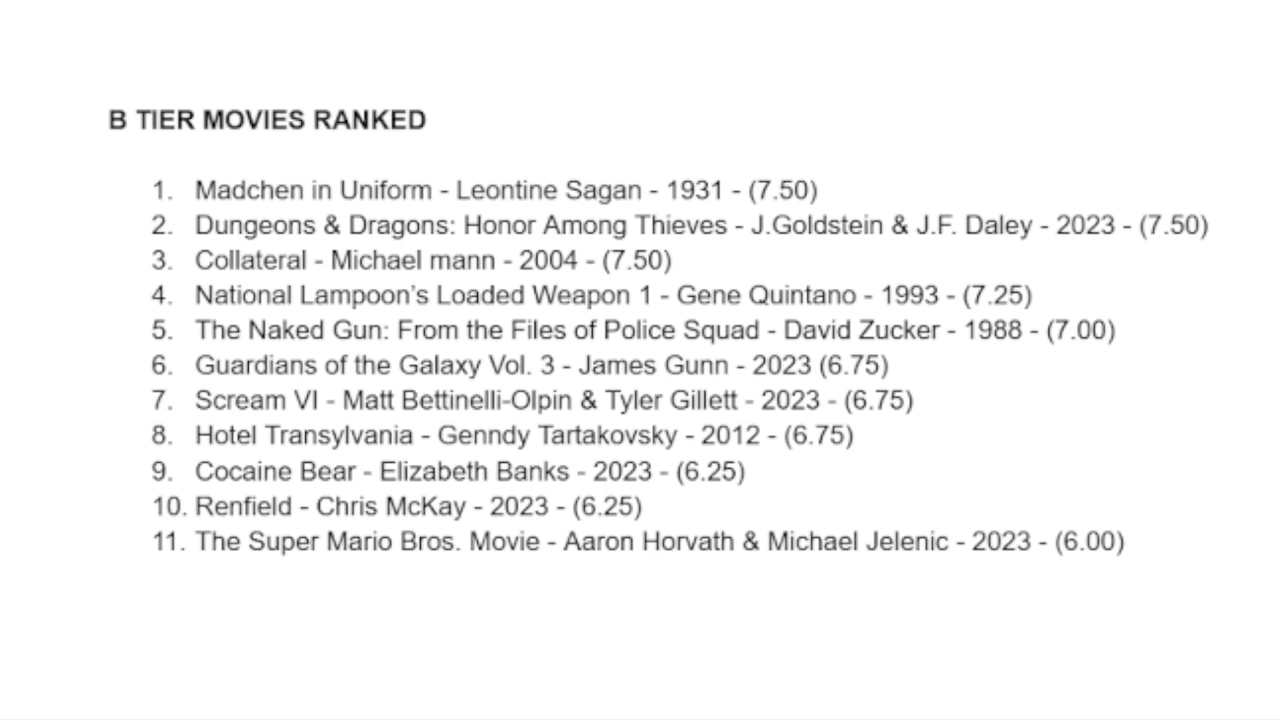 B TIER MOVIES RANKED
1. Madchen in Uniform - Leontine Sagan - 1931 - (7.50)
2. Dungeons & Dragons: Honor Among Thieves - J.Goldstein & J.F. Daley - 2023 - (7.50)
3. Collateral - Michael mann - 2004 - (7.50)
4. National Lampoon’s Loaded Weapon 1 - Gene Quintano - 1993 - (7.25)
5. The Naked Gun: From the Files of Police Squad - David Zucker - 1988 - (7.00)
6. Guardians of the Galaxy Vol. 3 - James Gunn - 2023 (6.75)
7. Scream VI - Matt Bettinelli-Olpin & Tyler Gillett - 2023 - (6.75)
8. Hotel Transylvania - Genndy Tartakovsky - 2012 - (6.75)
9. Cocaine Bear - Elizabeth Banks - 2023 - (6.25)
10. Renfield - Chris McKay - 2023 - (6.25)
11. The Super Mario Bros. Movie - Aaron Horvath & Michael Jelenic - 2023 - (6.00)